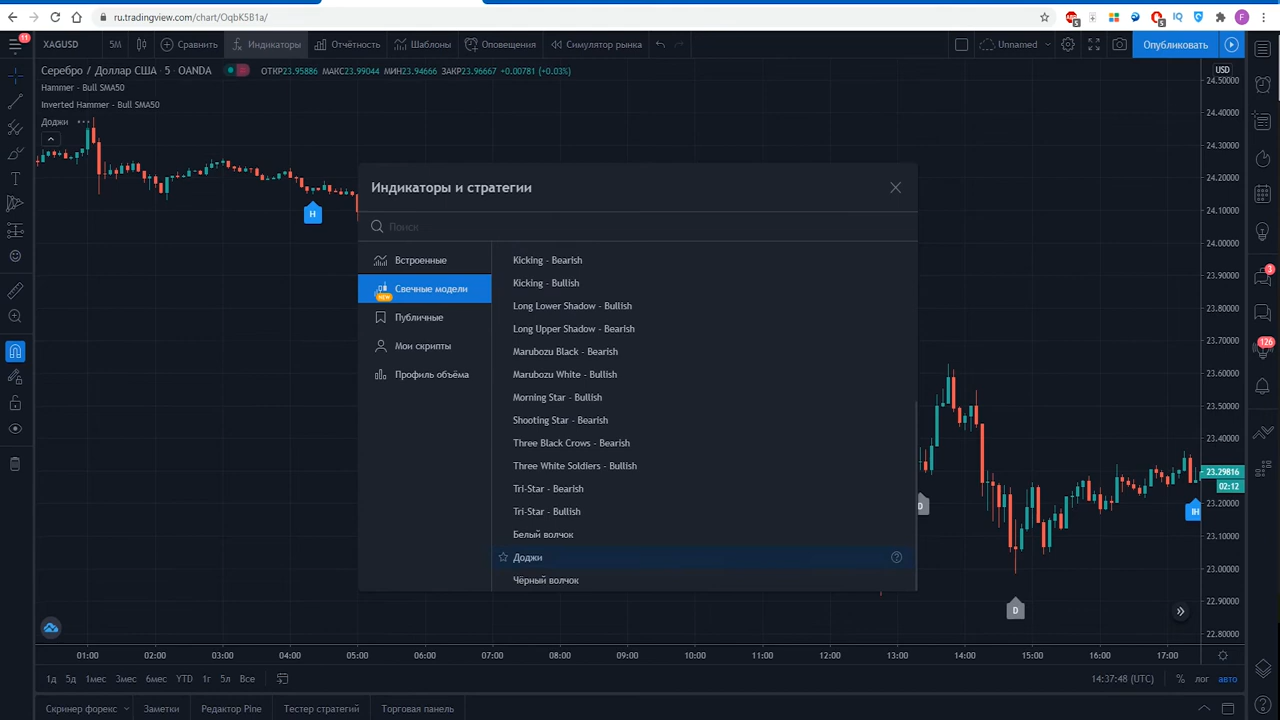 ru.tradingview.com/chart/OqbK5B1a/
ABP
5
5
IQ
F
11
XAGUSD
5М
Сравнить
Индикаторы
Отчётность
Шаблоны
Оповещения
Симулятор рынка
Unnamed
Опубликовать
Серебро / Доллар США · 5 · OANDA
ОТКР23.95886 МАКС23.99044 МИН23.94666 ЗАКР23.96667 +0.00781 (+0.03%)
USD
Hammer - Bull SMA50
Inverted Hammer - Bull SMA50
Доджи
H
D
D
IH
Индикаторы и стратегии
Поиск
Встроенные
Свечные модели
NEW
Публичные
Мои скрипты
Профиль объёма
Kicking - Bearish
Kicking - Bullish
Long Lower Shadow - Bullish
Long Upper Shadow - Bearish
Marubozu Black - Bearish
Marubozu White - Bullish
Morning Star - Bullish
Shooting Star - Bearish
Three Black Crows - Bearish
Three White Soldiers - Bullish
Tri-Star - Bearish
Tri-Star - Bullish
Белый волчок
Доджи
Чёрный волчок
24.50000
24.40000
24.30000
24.20000
24.10000
24.00000
23.90000
23.80000
23.70000
23.60000
23.50000
23.40000
23.29816
02:12
23.20000
23.10000
23.00000
22.90000
22.80000
3
126
01:00
02:00
03:00
04:00
05:00
06:00
07:00
08:00
09:00
10:00
11:00
12:00
13:00
14:00
15:00
16:00
17:00
1д 5д 1мес 3мес 6мес YTD 1г 5л Все
14:37:48 (UTC)
% лог авто
Скринер форекс
Заметки
Редактор Pine
Тестер стратегий
Торговая панель